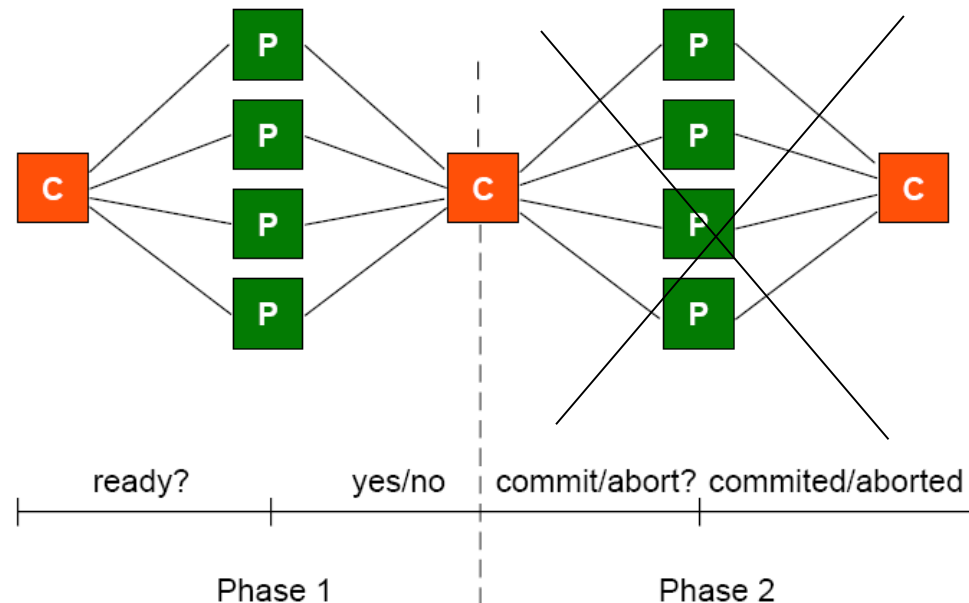 P P
P P
C C C
P P
P P
ready? yes/no commit/abort? commited/aborted
Phase 1 Phase 2